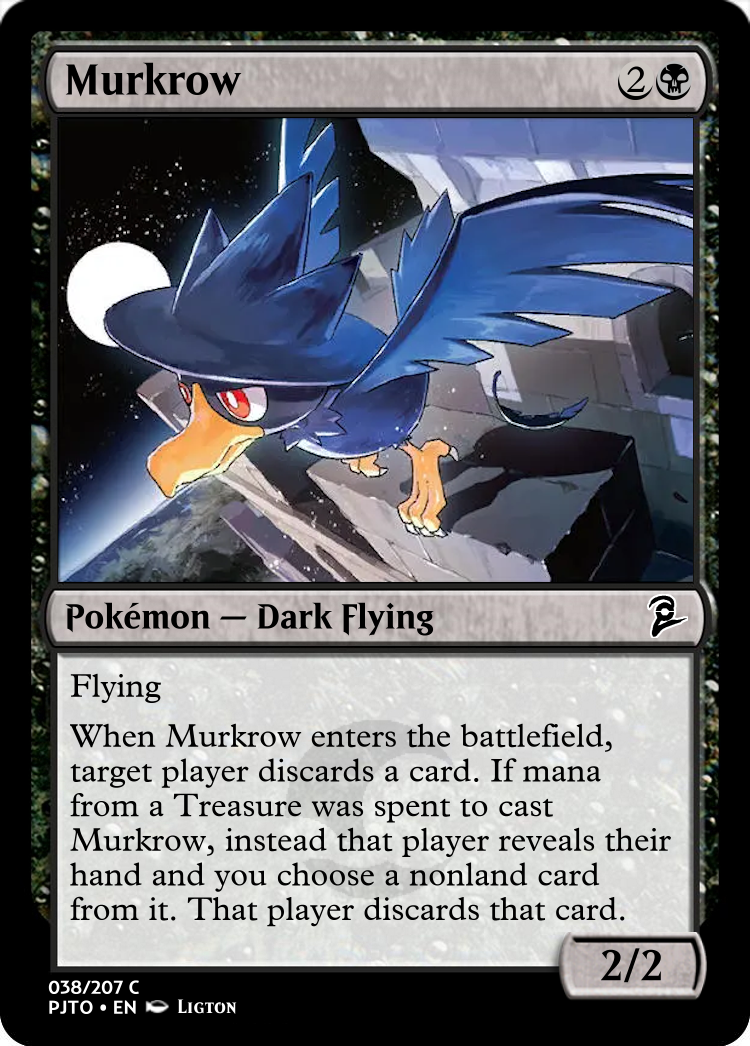 Murkrow 2
Pokémon — Dark Flying
Flying
When Murkrow enters the battlefield,
target player discards a card. If mana
from a Treasure was spent to cast
Murkrow, instead that player reveals their
hand and you choose a nonland card
from it. That player discards that card.
2/2
038/207 C
PJTO • EN Ligton